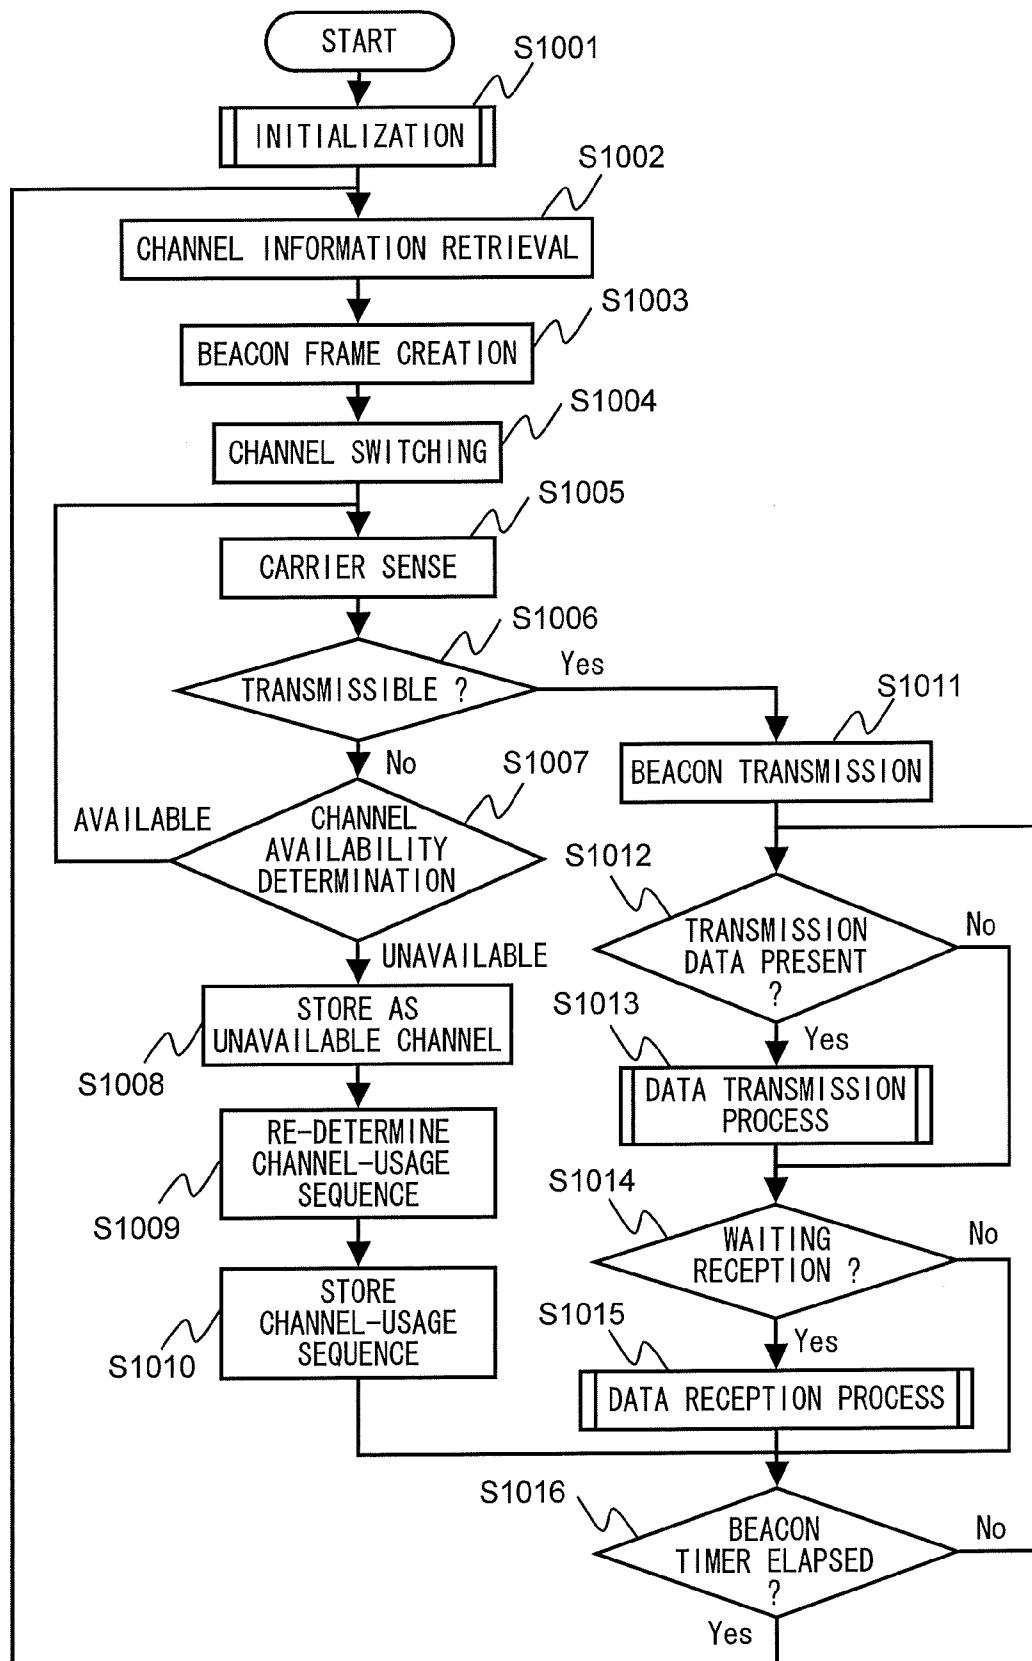 START
S1001
INITIALIZATION
S1002
CHANNEL INFORMATION RETRIEVAL
S1003
BEACON FRAME CREATION
S1004
CHANNEL SWITCHING
S1005
CARRIER SENSE
S1006
TRANSMISSIBLE ?
Yes
No
S1007
CHANNEL
AVAILABILITY
DETERMINATION
AVAILABLE
UNAVAILABLE
STORE AS
UNAVAILABLE CHANNEL
S1008
RE-DETERMINE
CHANNEL-USAGE
SEQUENCE
S1009
STORE
CHANNEL-USAGE
SEQUENCE
S1010
S1011
BEACON TRANSMISSION
S1012
TRANSMISSION
DATA PRESENT
?
No
Yes
S1013
DATA TRANSMISSION
PROCESS
S1014
WAITING
RECEPTION ?
No
Yes
S1015
DATA RECEPTION PROCESS
S1016
BEACON
TIMER ELAPSED
?
No
Yes